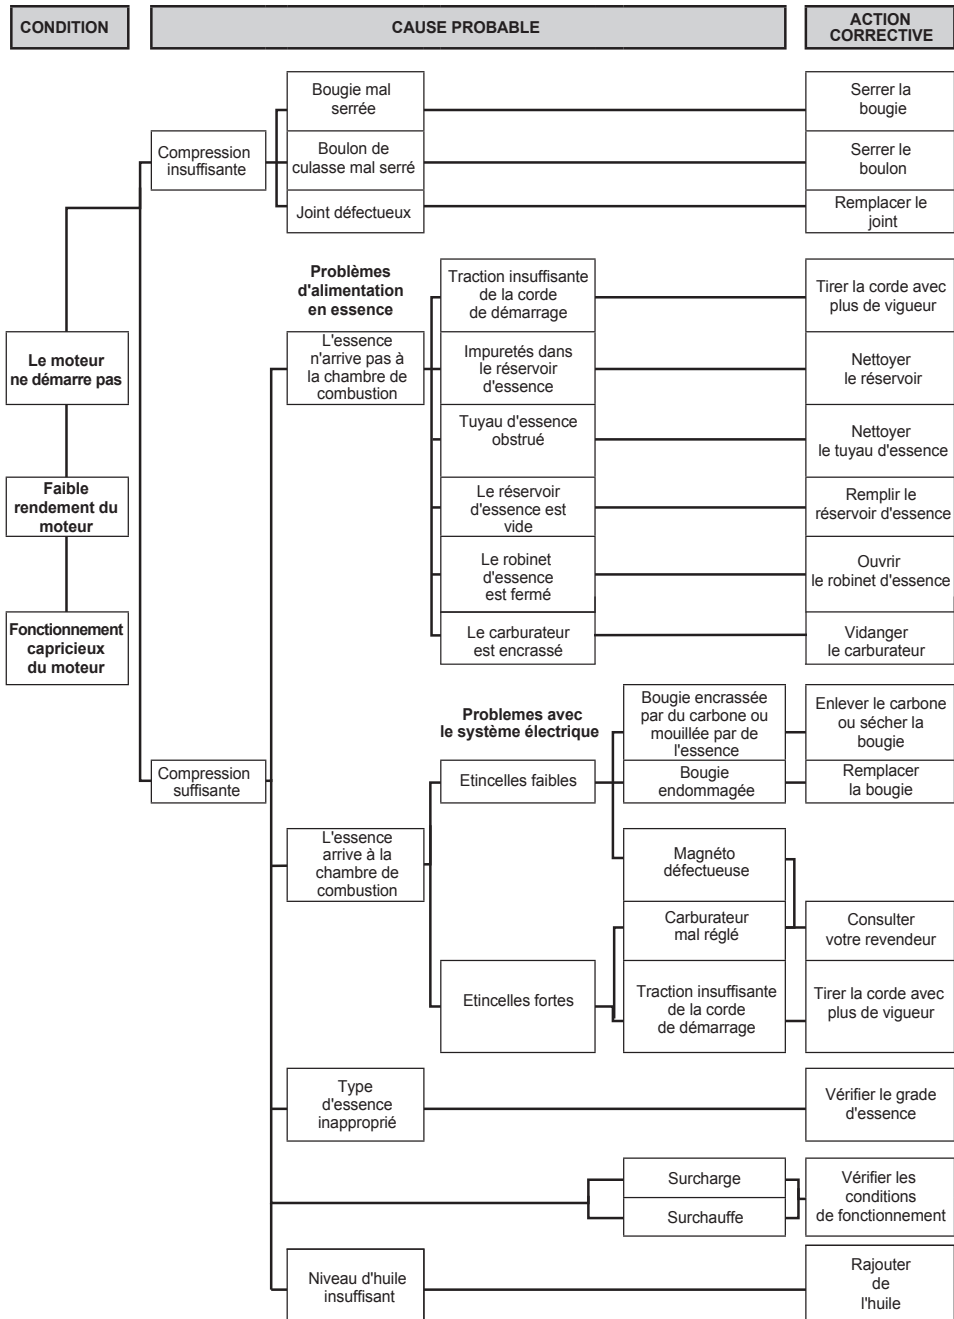 CONDITION
CAUSE PROBABLE
ACTION
CORRECTIVE
Bougie mal
serrée
Serrer la
bougie
Compression
insuffisante
Boulon de
culasse mal serré
Serrer le
boulon
Joint défectueux
Remplacer le
joint
Problèmes
d'alimentation
en essence
Traction insuffisante
de la corde
de démarrage
Tirer la corde avec
plus de vigueur
Le moteur
ne démarre pas
L'essence
n'arrive pas à
la chambre de
combustion
Impuretés dans
le réservoir
d'essence
Nettoyer
le réservoir
Tuyau d'essence
obstrué
Nettoyer
le tuyau d'essence
Faible
rendement du
moteur
Le réservoir
d'essence est
vide
Remplir le
réservoir d'essence
Le robinet
d'essence
est fermé
Ouvrir
le robinet d'essence
Fonctionnement
capricieux
du moteur
Le carburateur
est encrassé
Vidanger
le carburateur
Problemes avec
le système électrique
Bougie encrassée
par du carbone ou
mouillée par de
l'essence
Enlever le carbone
ou sécher la
bougie
Compression
suffisante
Etincelles faibles
Bougie
endommagée
Remplacer
la bougie
L'essence
arrive à la
chambre de
combustion
Magnéto
défectueuse
Carburateur
mal réglé
Consulter
votre revendeur
Etincelles fortes
Traction insuffisante
de la corde
de démarrage
Tirer la corde avec
plus de vigueur
Type
d'essence
inapproprié
Vérifier le grade
d'essence
Surcharge
Surchauffe
Vérifier les
conditions
de fonctionnement
Niveau d'huile
insuffisant
Rajouter
de
l'huile